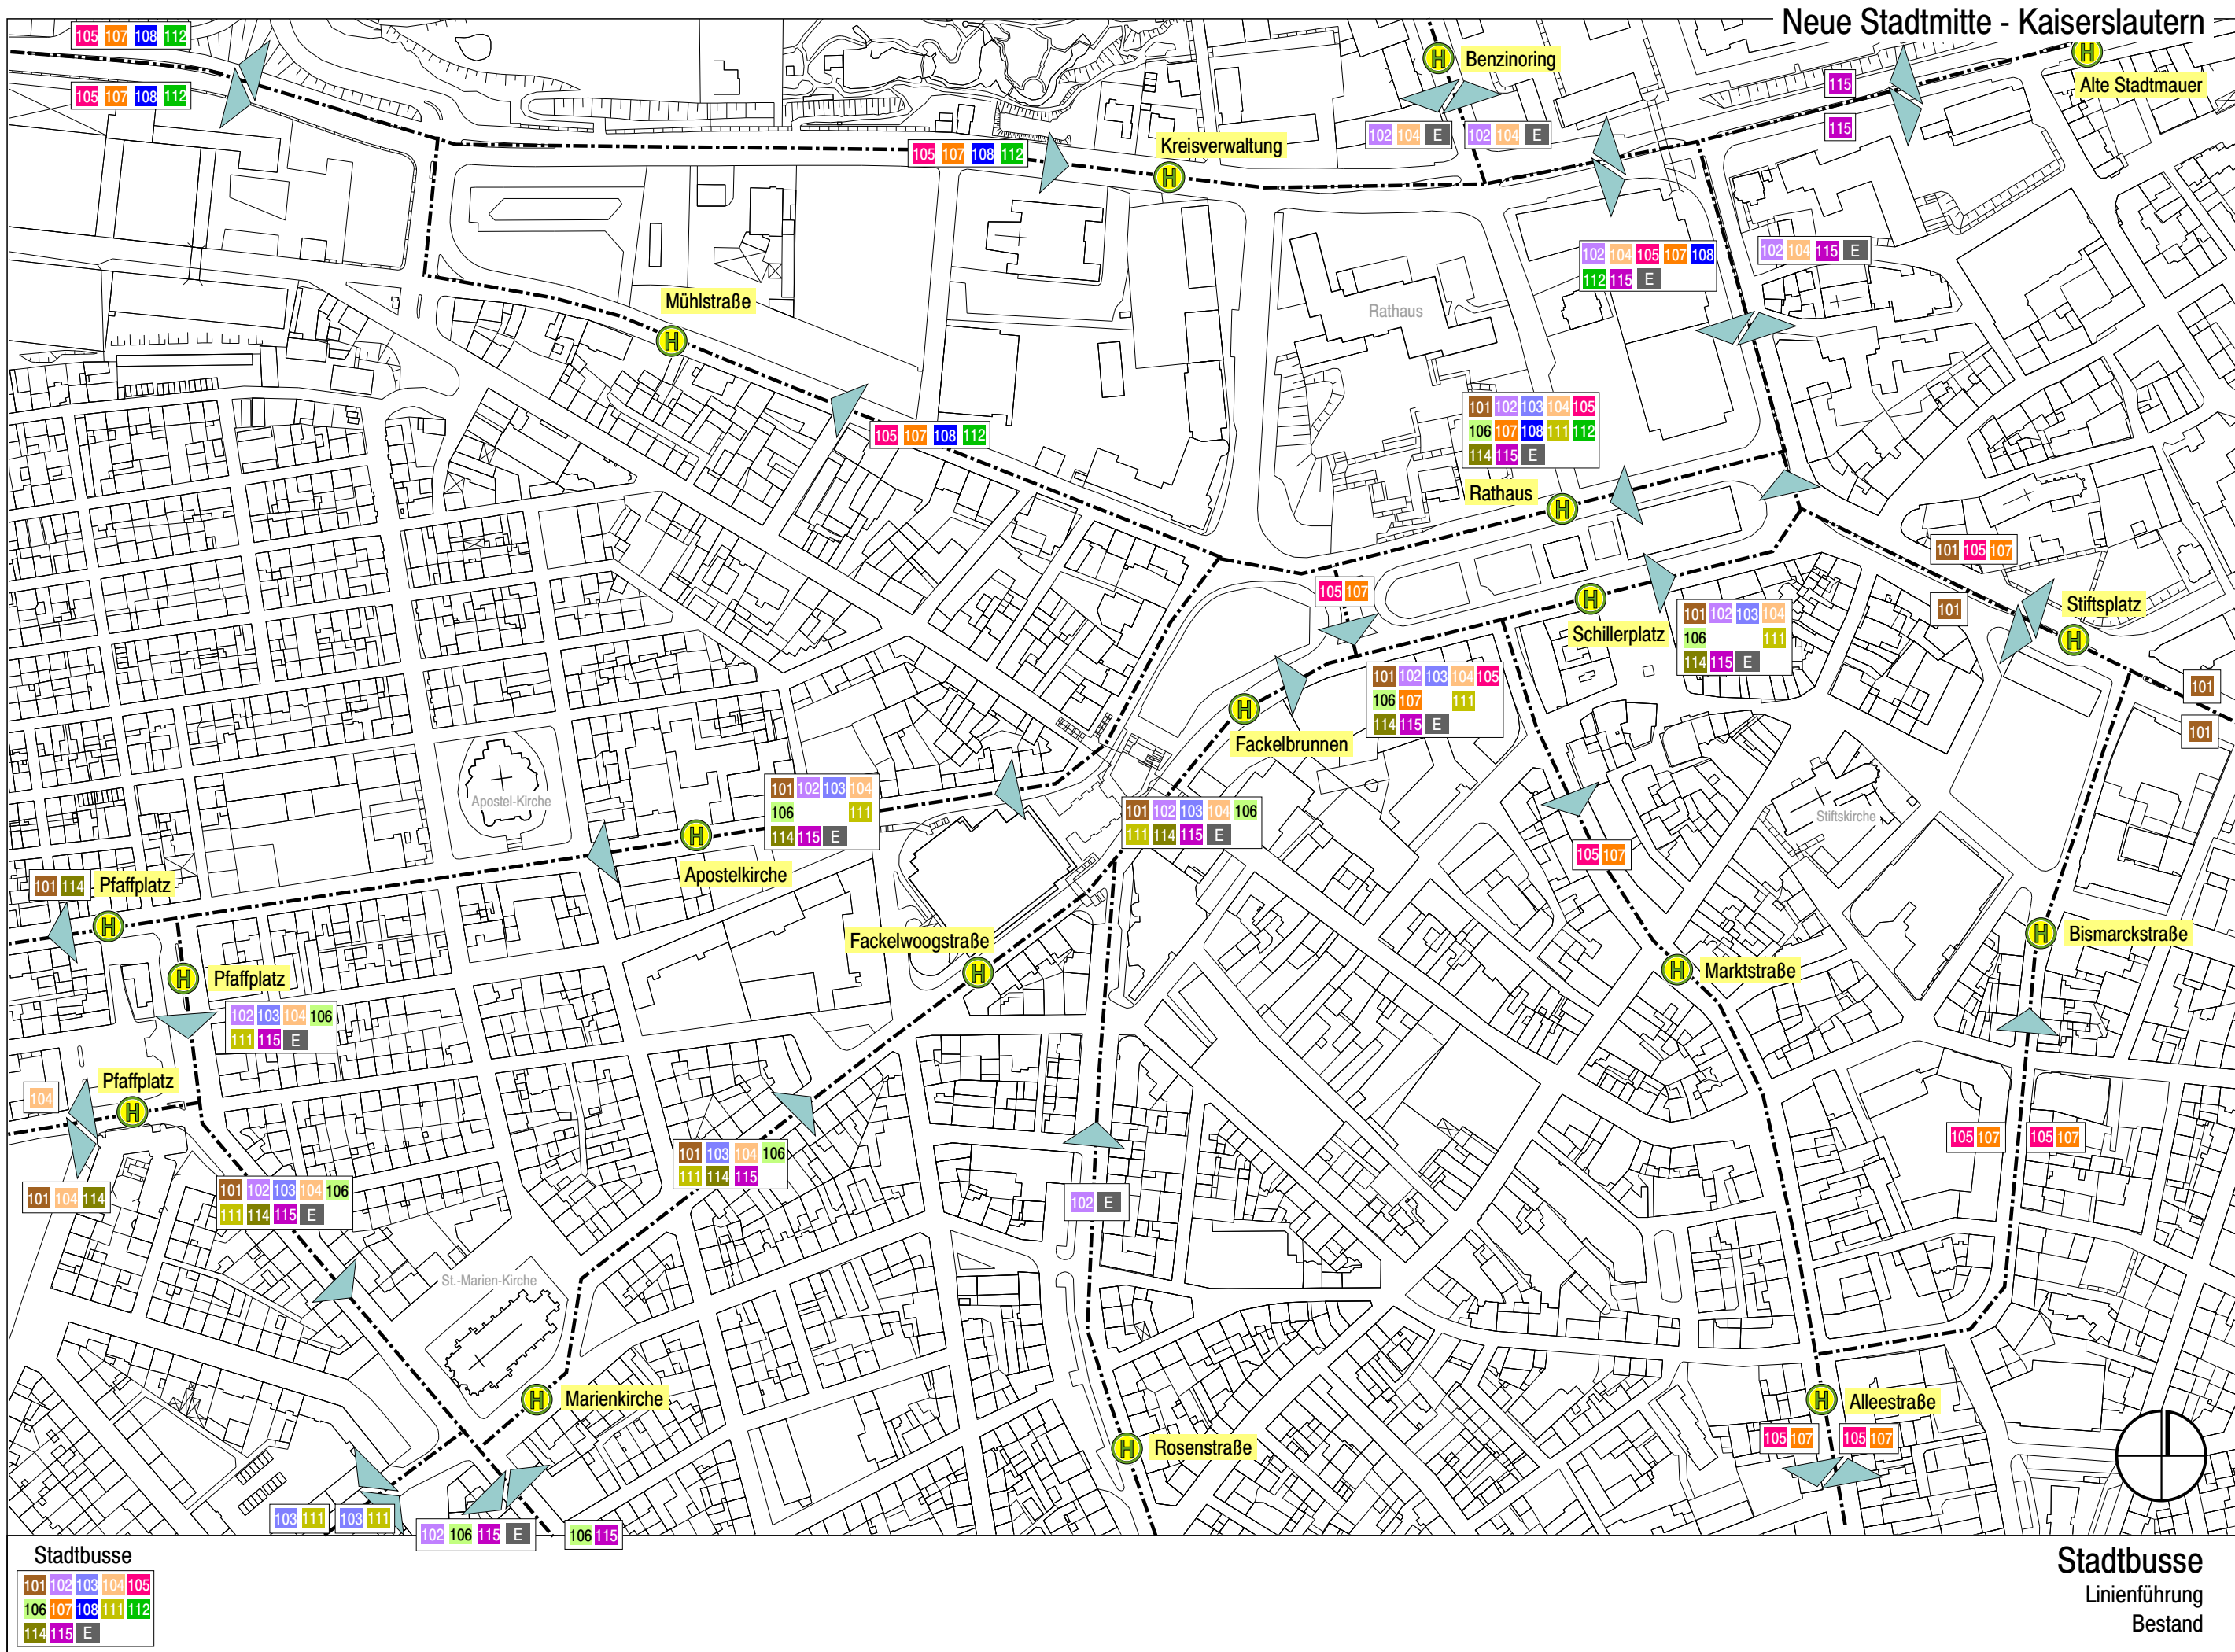 Neue Stadtmitte - Kaiserslautern
105 107 108 112
105 107 108 112
Benzinoring
102 104 E
102 104 E
115
115
Alte Stadtmauer
105 107 108 112
Kreisverwaltung
102 104 105 107 108
112 115 E
102 104 115 E
Mühlstraße
Rathaus
105 107 108 112
101 102 103 104 105
106 107 108 111 112
114 115 E
Rathaus
101 105 107
101
Stiftsplatz
105 107
Schillerplatz
101 102 103 104
106 111
114 115 E
101
101
101 102 103 104 105
106 107 111
114 115 E
Fackelbrunnen
Apostel-Kirche
101 102 103 104
106 111
114 115 E
101 102 103 104 106
111 114 115 E
Stiftskirche
105 107
Apostelkirche
101 114
Pfaffplatz
Fackelwoogstraße
Bismarckstraße
Marktstraße
Pfaffplatz
102 103 104 106
111 115 E
Pfaffplatz
104
101 104 114
101 102 103 104 106
111 114 115 E
101 103 104 106
111 114 115
102 E
105 107
105 107
St.-Marien-Kirche
Marienkirche
Rosenstraße
Alleestraße
105 107
105 107
103 111
103 111
102 106 115 E
106 115
Stadtbusse
101 102 103 104 105
106 107 108 111 112
114 115 E
Stadtbusse
Linienführung
Bestand